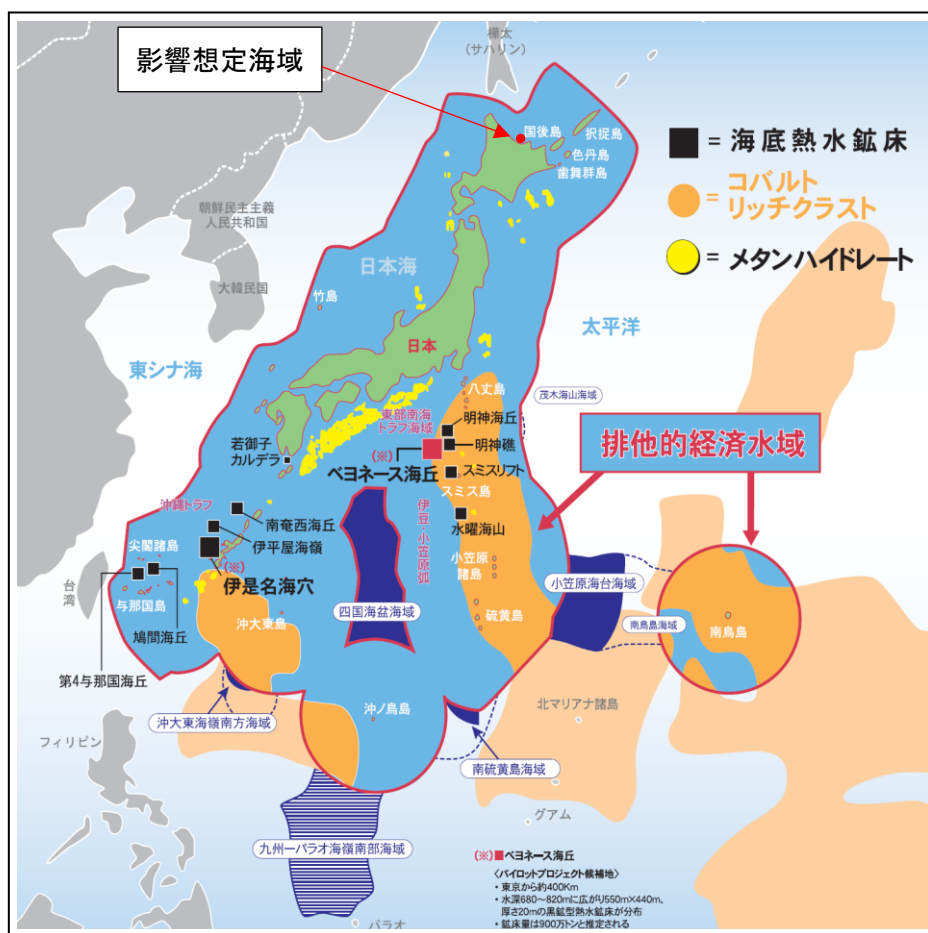 影響想定海域
樺太
(サハリン)
国後島
択捉島
色丹島
歯舞群島
■ = 海底熱水鉱床
● = コバルト
リッチクラスト
● = メタンハイドレート
朝鮮民主主義
人民共和国
大韓民国
日本海
竹島
日本
太平洋
東シナ海
八丈島
茂木海山海域
東部南海
トラフ海域
明神海丘
明神礁
(※)
ベヨネース海丘
スミスリフト
スミス島
若御子
カルデラ
排他的経済水域
沖縄トラフ
南奄西海丘
伊平屋海嶺
水曜海山
伊豆・小笠原弧
小笠原
諸島
尖閣諸島
(※)
伊是名海穴
台湾
与那国島
鳩間海丘
第4与那国海丘
沖大東島
四国海盆海域
硫黄島
小笠原海台海域
南鳥島海域
南鳥島
沖大東海嶺南方海域
沖ノ鳥島
北マリアナ諸島
南硫黄島海域
フィリピン
グアム
九州ーパラオ海嶺南部海域
パラオ
(※)■ベヨネース海丘
〈パイロットプロジェクト候補地〉
・東京から約400Km
・水深680〜820mに広がり550m×440m、
厚さ20mの黒鉱型熱水鉱床が分布
・鉱床量は900万トンと推定される